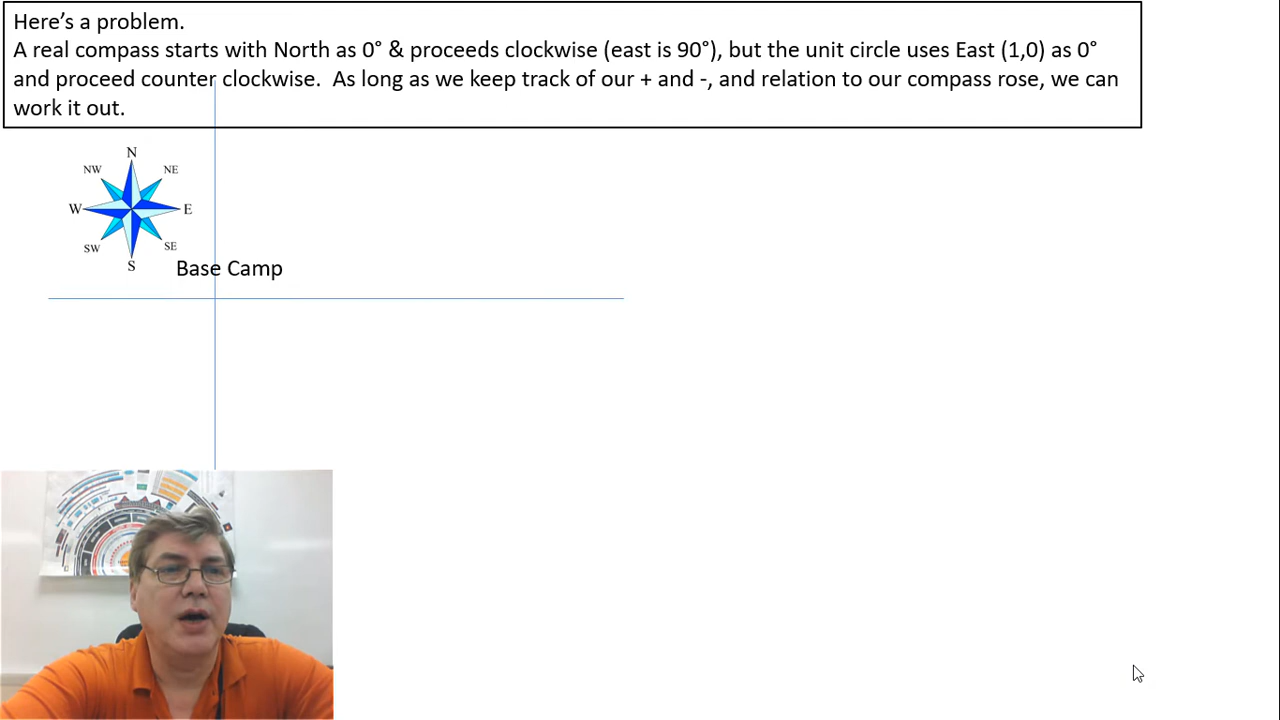 Here’s a problem.
A real compass starts with North as 0° & proceeds clockwise (east is 90°), but the unit circle uses East (1,0) as 0°
and proceed counter clockwise.  As long as we keep track of our + and -, and relation to our compass rose, we can
work it out.
N
NW NE
W E
SW SE
S
Base Camp